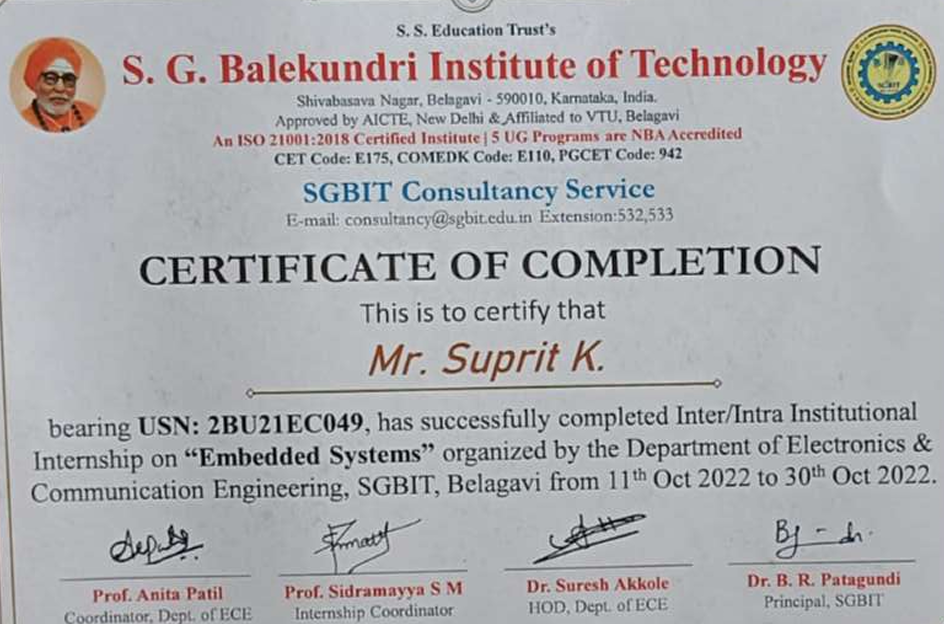 S. S. Education Trust's
S. G. Balekundri Institute of Technology
Shivabasava Nagar, Belagavi - 590010, Karnataka, India.
Approved by AICTE, New Delhi & Affiliated to VTU, Belagavi
An ISO 21001:2018 Certified Institute | 5 UG Programs are NBA Accredited
CET Code: E175, COMEDK Code: E110, PGCET Code: 942
SGBIT Consultancy Service
E-mail: consultancy@sgbit.edu.in Extension:532,533
CERTIFICATE OF COMPLETION
This is to certify that
Mr. Suprit K.
bearing USN: 2BU21EC049, has successfully completed Inter/Intra Institutional
Internship on “Embedded Systems” organized by the Department of Electronics &
Communication Engineering, SGBIT, Belagavi from 11th Oct 2022 to 30th Oct 2022.
Prof. Anita Patil
Coordinator, Dept. of ECE
Prof. Sidramayya S M
Internship Coordinator
Dr. Suresh Akkole
HOD, Dept. of ECE
Dr. B. R. Patagundi
Principal, SGBIT